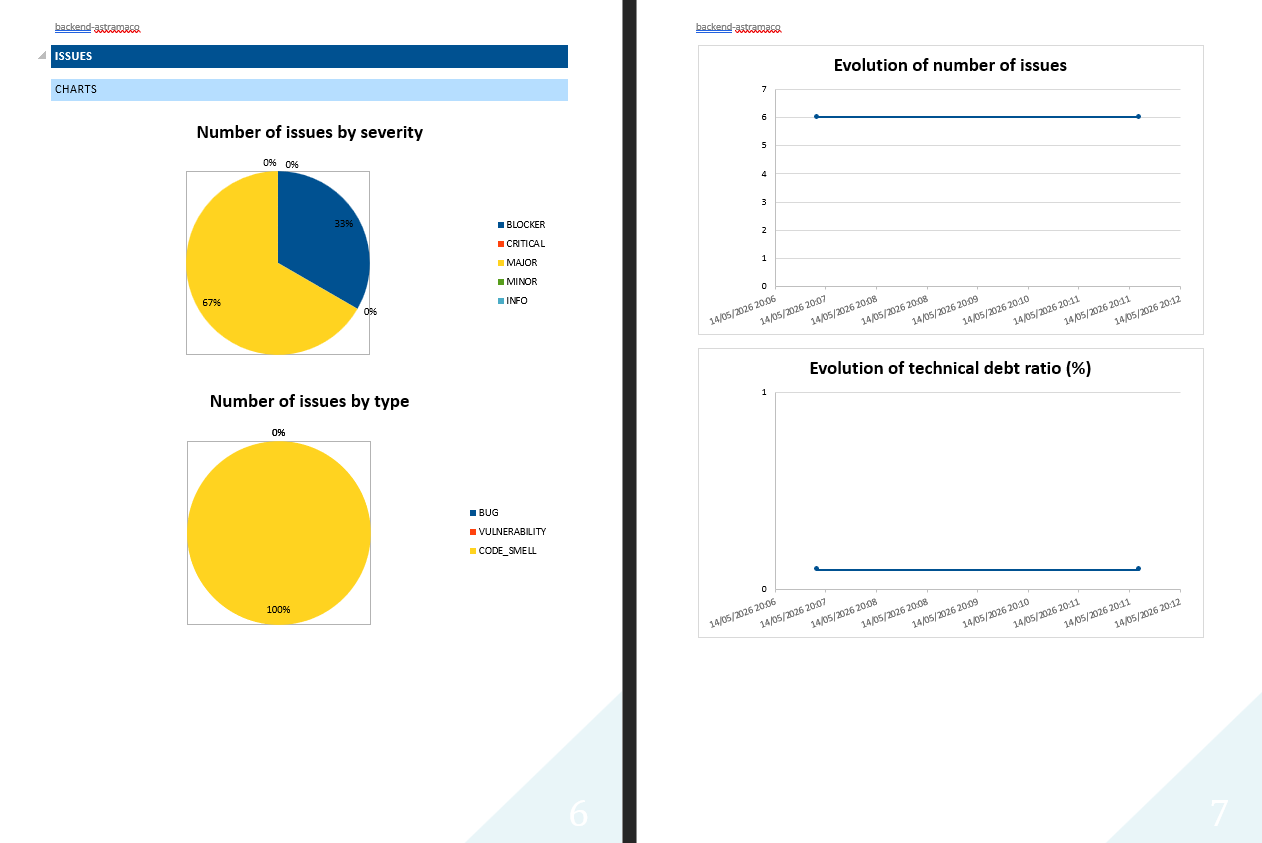 backend-astramaco
ISSUES
CHARTS
Number of issues by severity
0% 0%
33%
67%
0%
BLOCKER
CRITICAL
MAJOR
MINOR
INFO
Number of issues by type
0%
100%
BUG
VULNERABILITY
CODE_SMELL
6
backend-astramaco
Evolution of number of issues
7
6
5
4
3
2
1
0
14/05/2026 20:06
14/05/2026 20:07
14/05/2026 20:08
14/05/2026 20:08
14/05/2026 20:09
14/05/2026 20:10
14/05/2026 20:11
14/05/2026 20:11
14/05/2026 20:12
Evolution of technical debt ratio (%)
1
0
14/05/2026 20:06
14/05/2026 20:07
14/05/2026 20:08
14/05/2026 20:08
14/05/2026 20:09
14/05/2026 20:10
14/05/2026 20:11
14/05/2026 20:11
14/05/2026 20:12
7